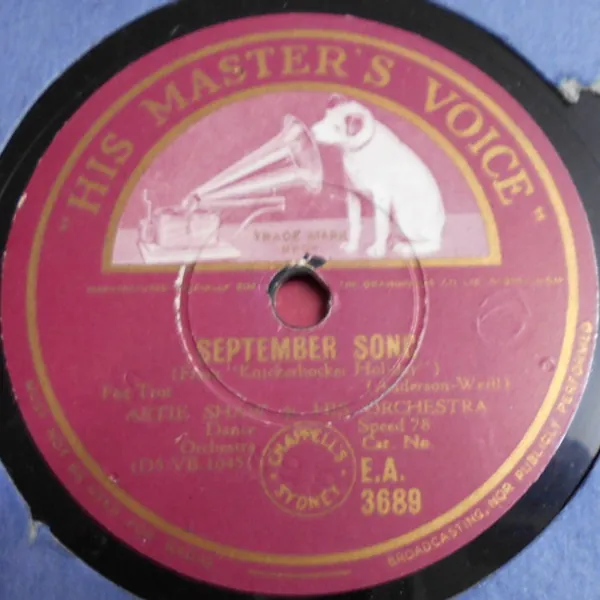 "HIS MASTER'S VOICE"
TRADE MARK
SEPTEMBER SONG
(From "Knickerbocker Holiday")
Fox Trot (Anderson-Weill)
ARTIE SHAW & HIS ORCHESTRA
Dance Speed 78
Orchestra Cat. No.
CHAPPELL'S
SYDNEY
E.A.
3689
BROADCASTING, NOR PUBLICLY PERFORMED